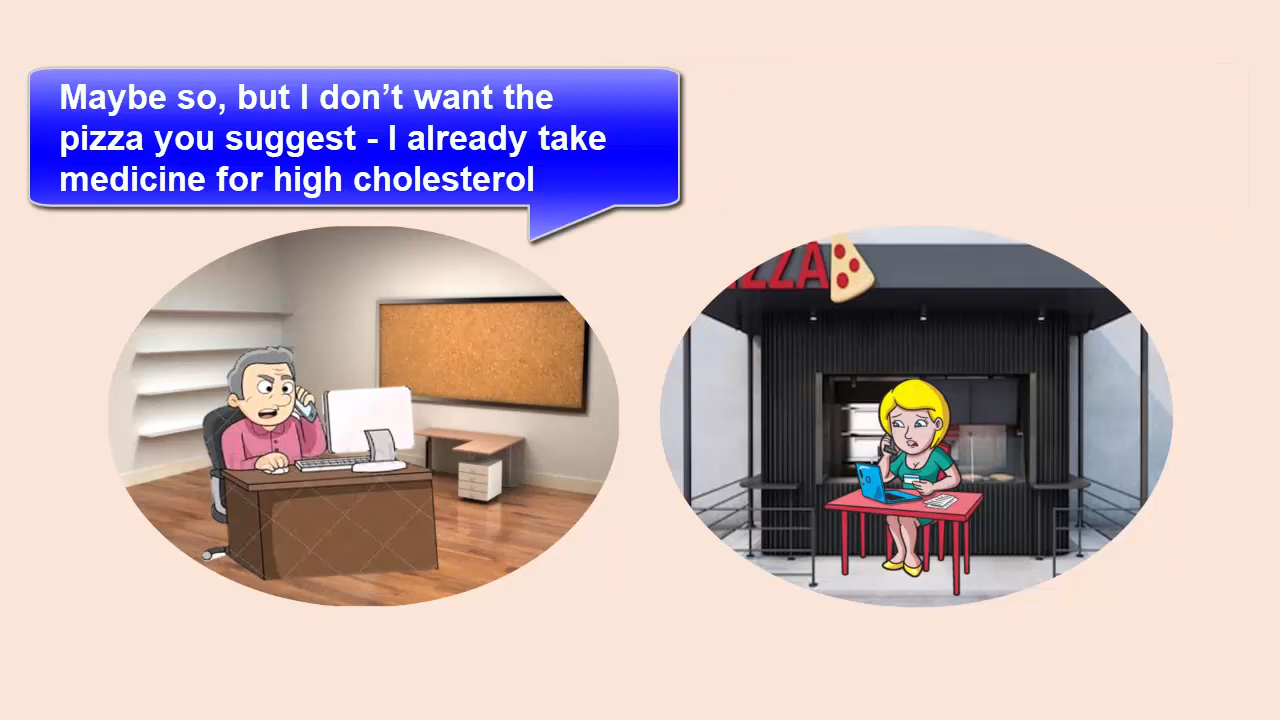 Maybe so, but I don’t want the
pizza you suggest - I already take
medicine for high cholesterol